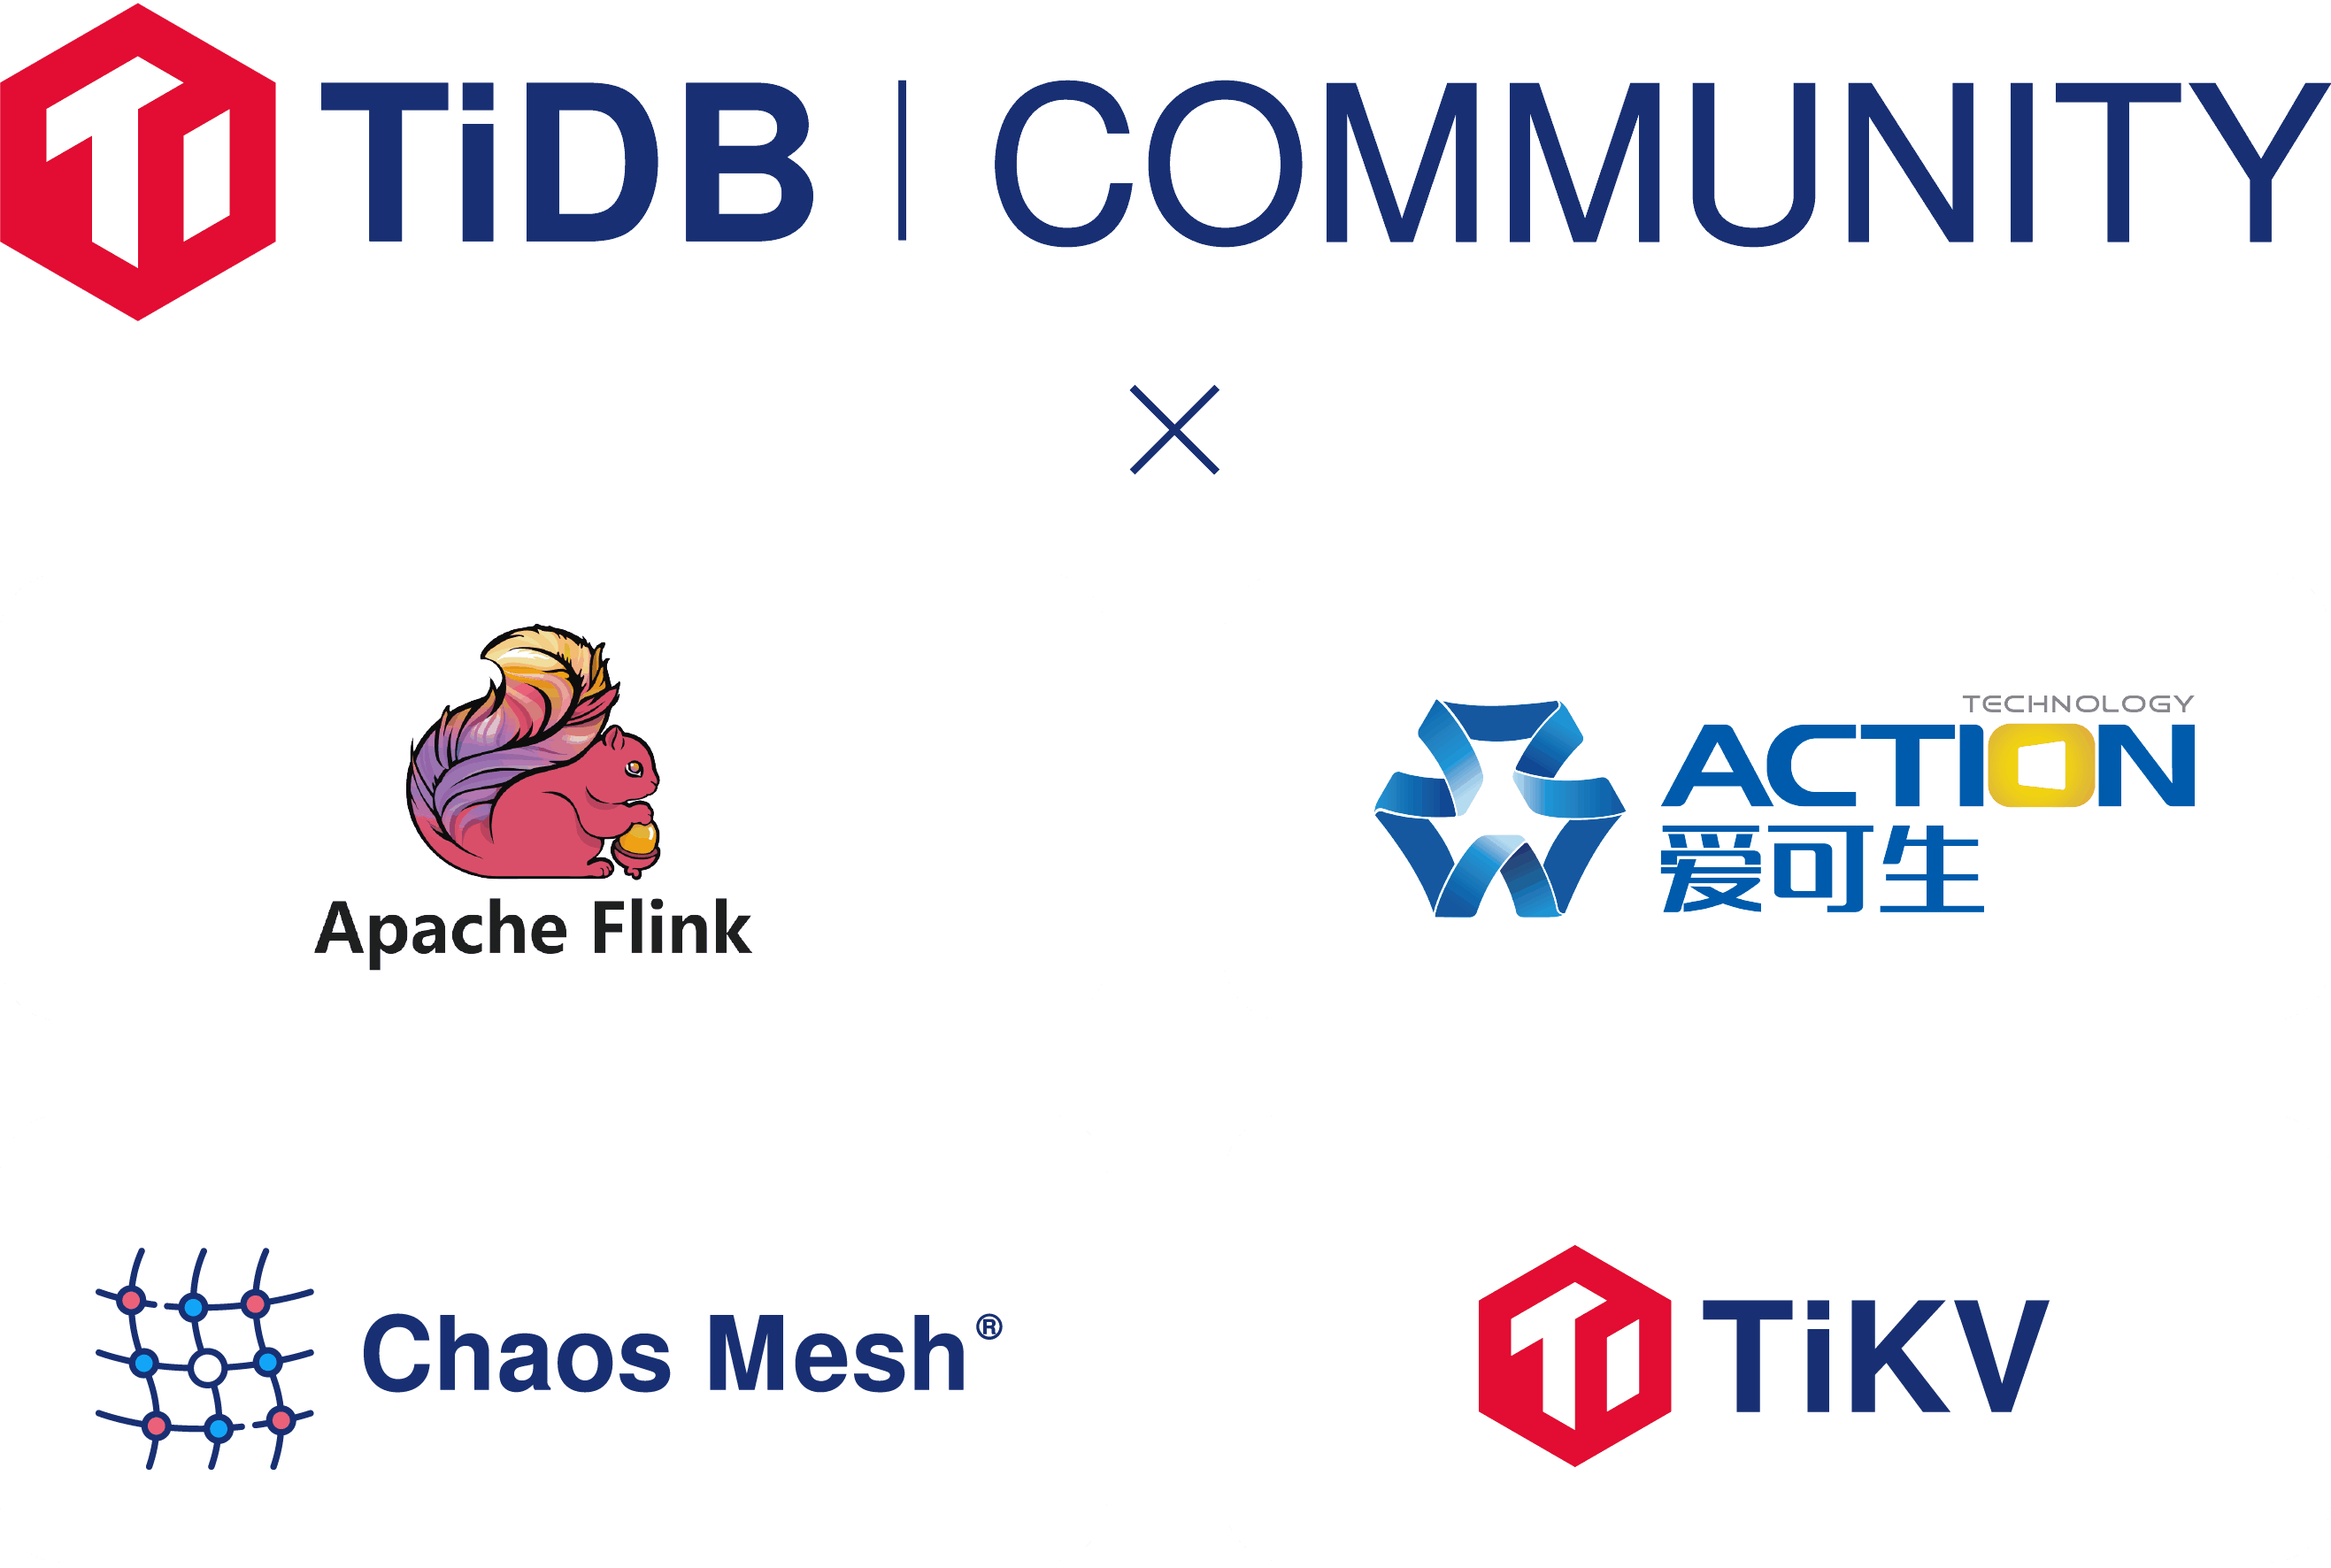 TiDB | COMMUNITY
×
Apache Flink
TECHNOLOGY
ACTION
爱可生
Chaos Mesh®
TiKV